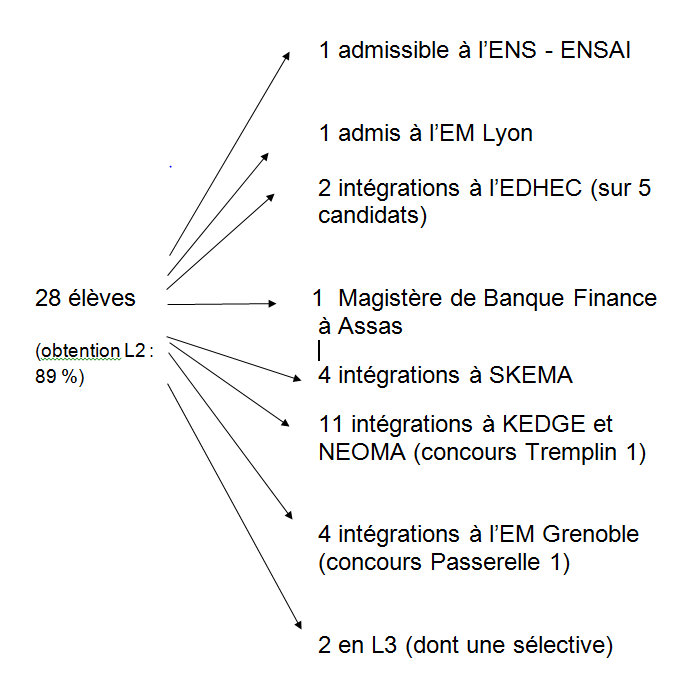 1 admissible à l'ENS - ENSAI
1 admis à l'EM Lyon
2 intégrations à l'EDHEC (sur 5
candidats)
28 élèves
(obtention L2 :
89 %)
1 Magistère de Banque Finance
à Assas
4 intégrations à SKEMA
11 intégrations à KEDGE et
NEOMA (concours Tremplin 1)
4 intégrations à l'EM Grenoble
(concours Passerelle 1)
2 en L3 (dont une sélective)